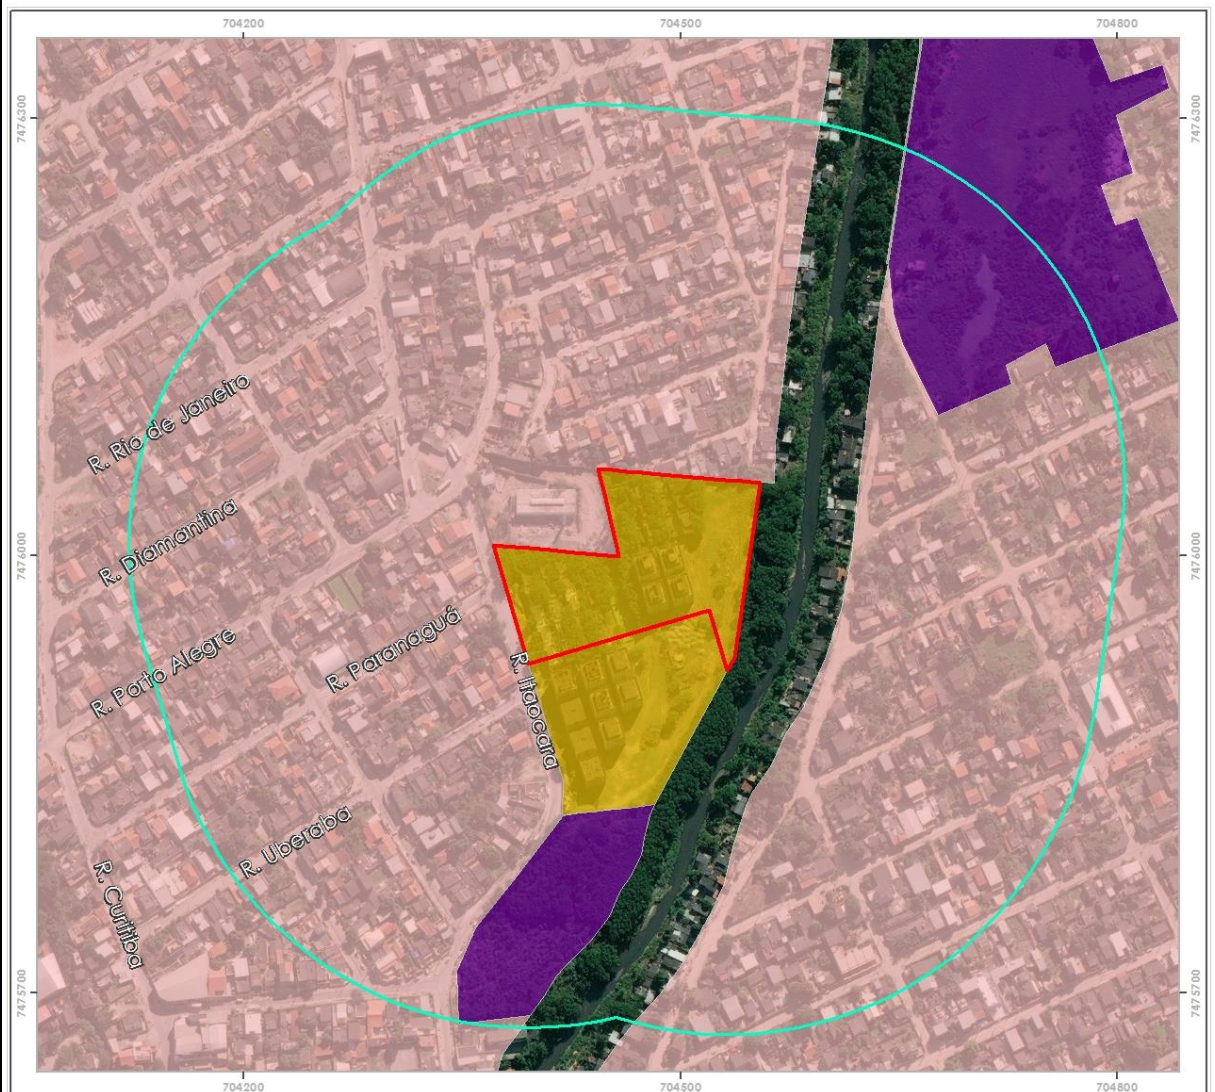 704200
704500
704800
7476300
7476300
R. Rio de Janeiro
R. Diamantina
7476000
7476000
R. Porto Alegre
R. Paranaguá
R. Itaocara
R. Uberaba
R. Curitiba
7475700
7475700
704200
704500
704800